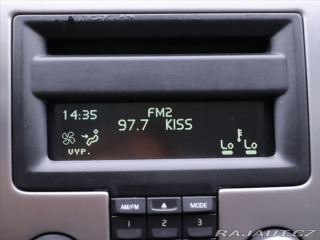 14:35
FM2
97.7 KISS
VYP.
Lo Lo
AM/FM
MODE
1 2 3
RAJAUT.CZ